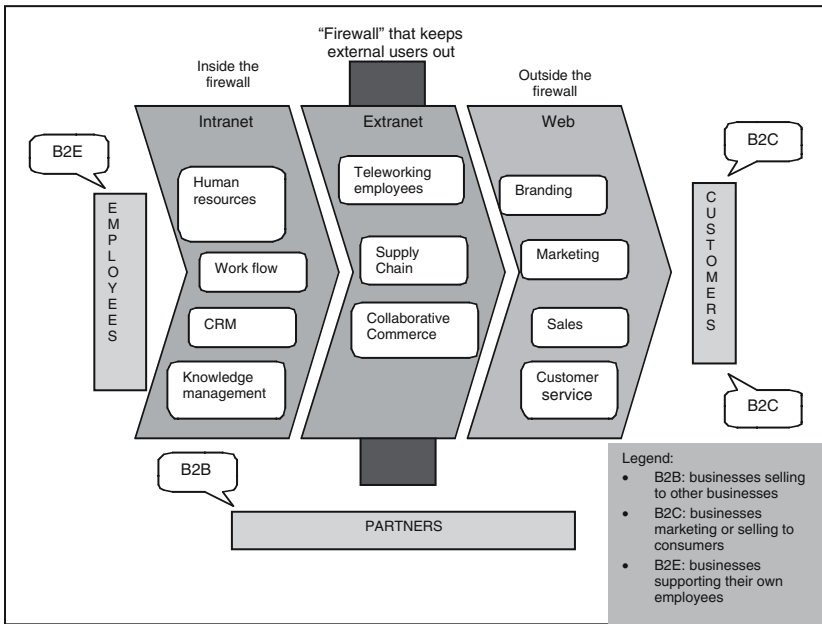 “Firewall” that keeps
external users out
Inside the
firewall
Outside the
firewall
Intranet
Extranet
Web
B2E
B2C
EMPLOYEES
Human
resources
Work flow
CRM
Knowledge
management
Teleworking
employees
Supply
Chain
Collaborative
Commerce
Branding
Marketing
Sales
Customer
service
CUSTOMERS
B2C
B2B
PARTNERS
Legend:
• B2B: businesses selling
to other businesses
• B2C: businesses
marketing or selling to
consumers
• B2E: businesses
supporting their own
employees